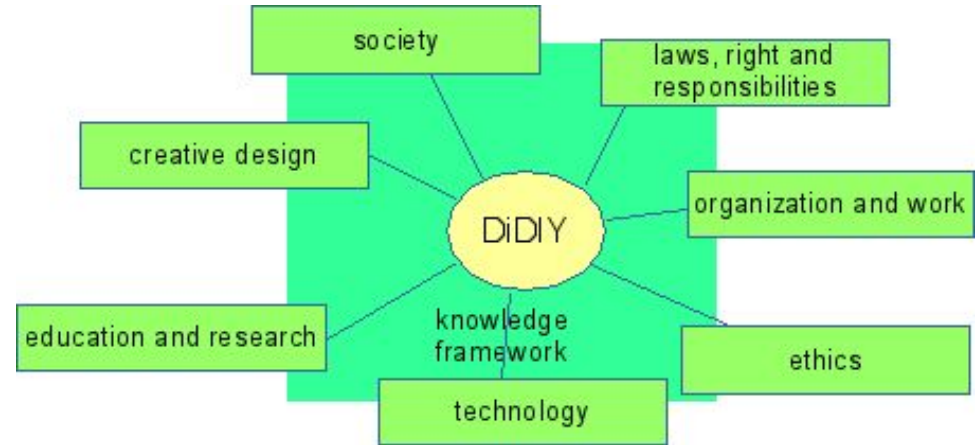 society
laws, right and
responsibilities
creative design
organization and work
DiDIY
education and research
knowledge
framework
ethics
technology